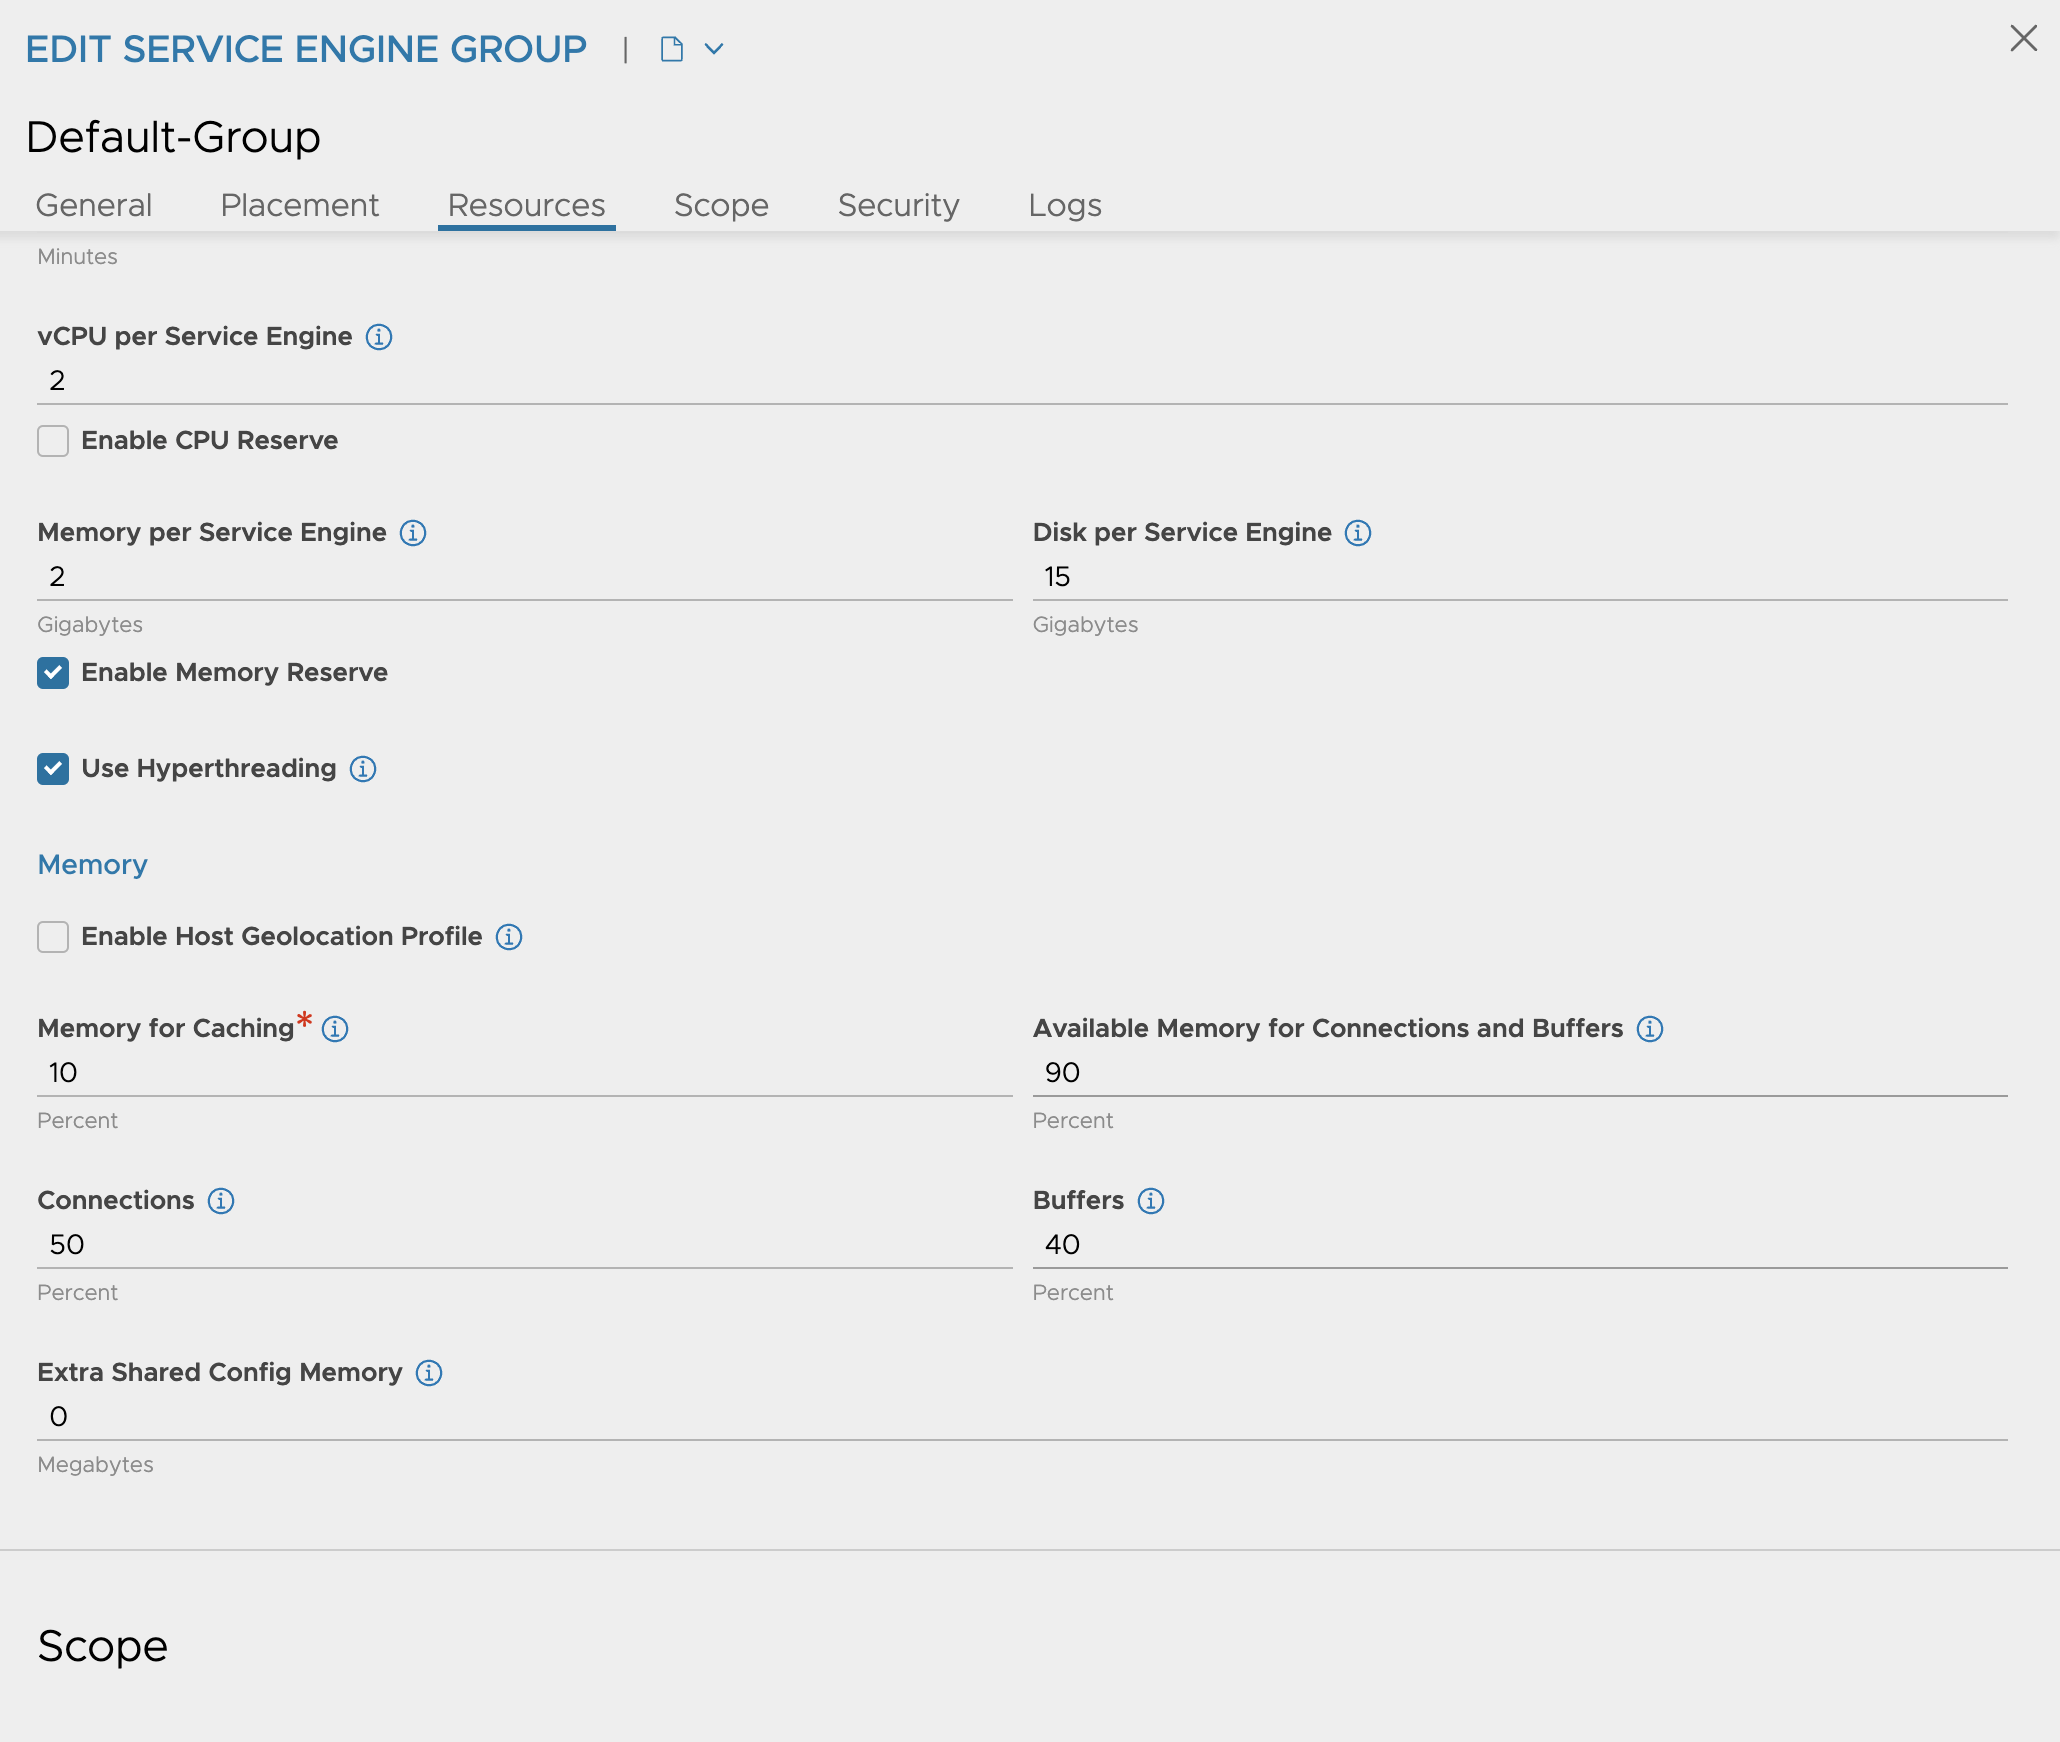 EDIT SERVICE ENGINE GROUP |
Default-Group
General Placement Resources Scope Security Logs
Minutes
vCPU per Service Engine
2
Enable CPU Reserve
Memory per Service Engine Disk per Service Engine
2 15
Gigabytes Gigabytes
Enable Memory Reserve
Use Hyperthreading
Memory
Enable Host Geolocation Profile
Memory for Caching* Available Memory for Connections and Buffers
10 90
Percent Percent
Connections Buffers
50 40
Percent Percent
Extra Shared Config Memory
0
Megabytes
Scope